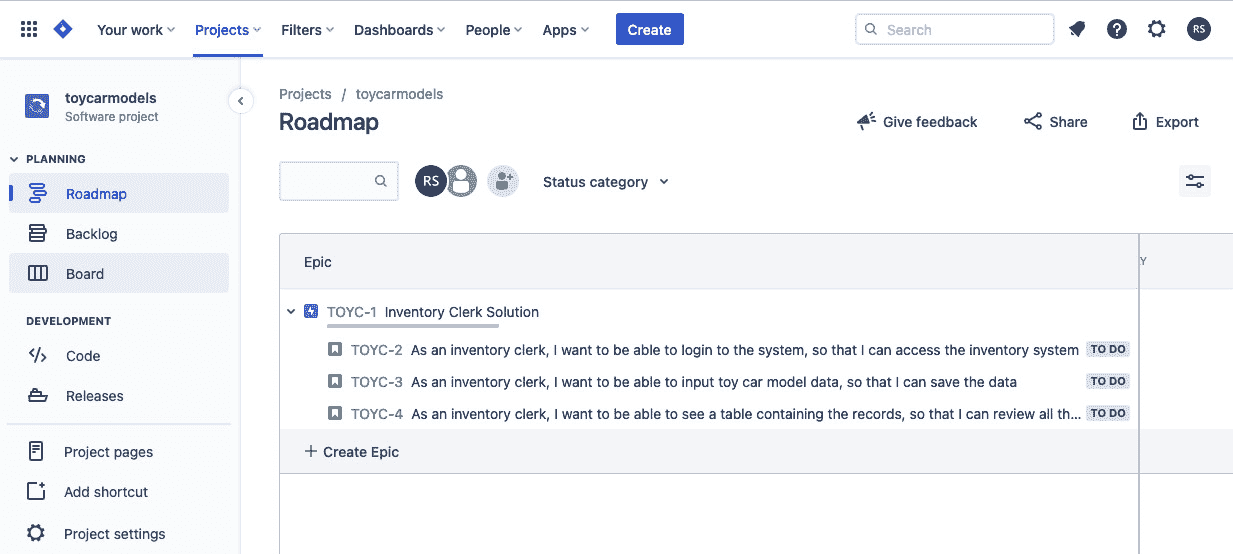 Your work Projects Filters Dashboards People Apps Create Search RS
toycarmodels
Software project
PLANNING
Roadmap
Backlog
Board
DEVELOPMENT
Code
Releases
Project pages
Add shortcut
Project settings
Projects / toycarmodels
Roadmap
Give feedback Share Export
RS Status category
Epic Y
TOYC-1 Inventory Clerk Solution
TOYC-2 As an inventory clerk, I want to be able to login to the system, so that I can access the inventory system TO DO
TOYC-3 As an inventory clerk, I want to be able to input toy car model data, so that I can save the data TO DO
TOYC-4 As an inventory clerk, I want to be able to see a table containing the records, so that I can review all th... TO DO
+ Create Epic